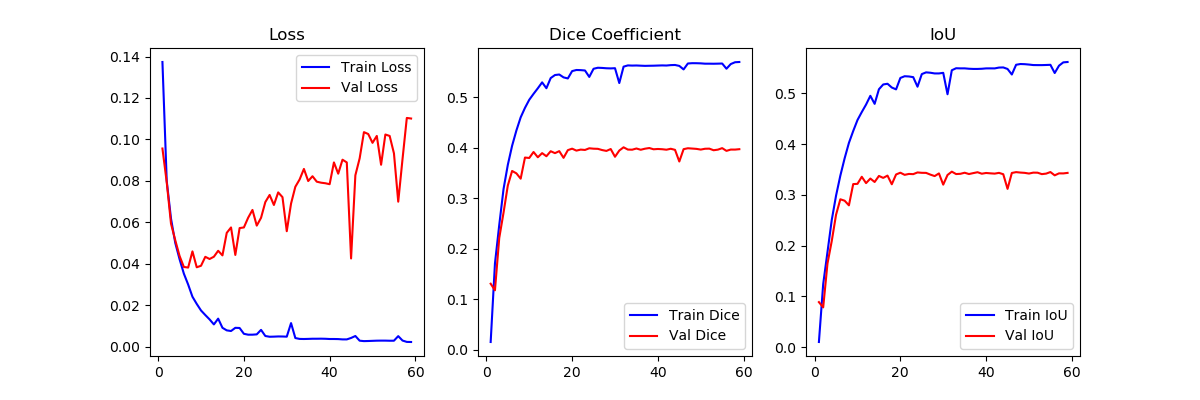 Loss
0.14
0.12
0.10
0.08
0.06
0.04
0.02
0.00
0 20 40 60
Train Loss
Val Loss
Dice Coefficient
0.5
0.4
0.3
0.2
0.1
0.0
0 20 40 60
Train Dice
Val Dice
IoU
0.5
0.4
0.3
0.2
0.1
0.0
0 20 40 60
Train IoU
Val IoU